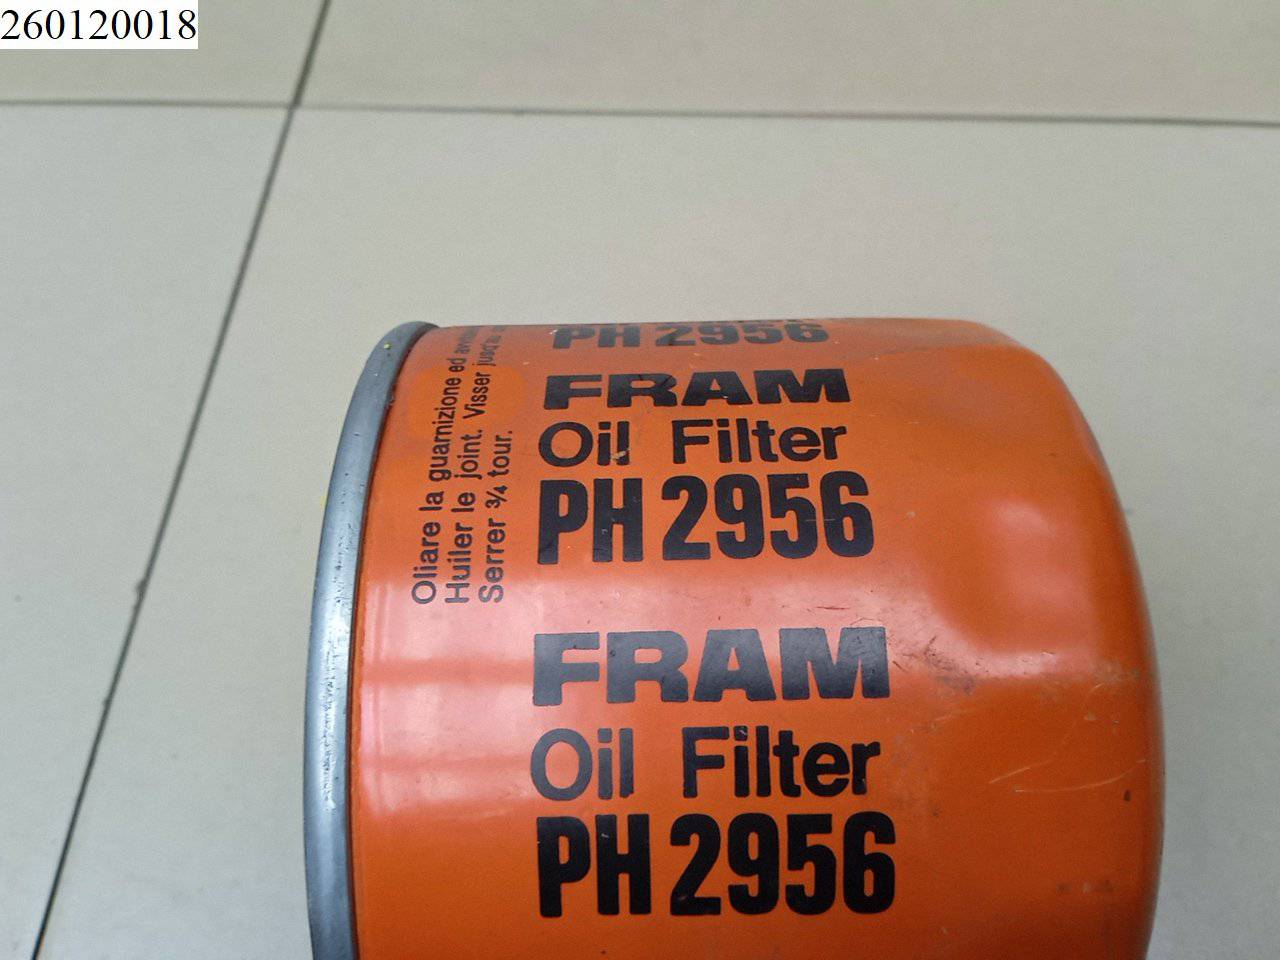 260120018
PH 2956
FRAM
Oil Filter
PH 2956
Oliare la guarnizione ed
Huiler le joint. Visser
Serrer ¾ tour.
FRAM
Oil Filter
PH 2956